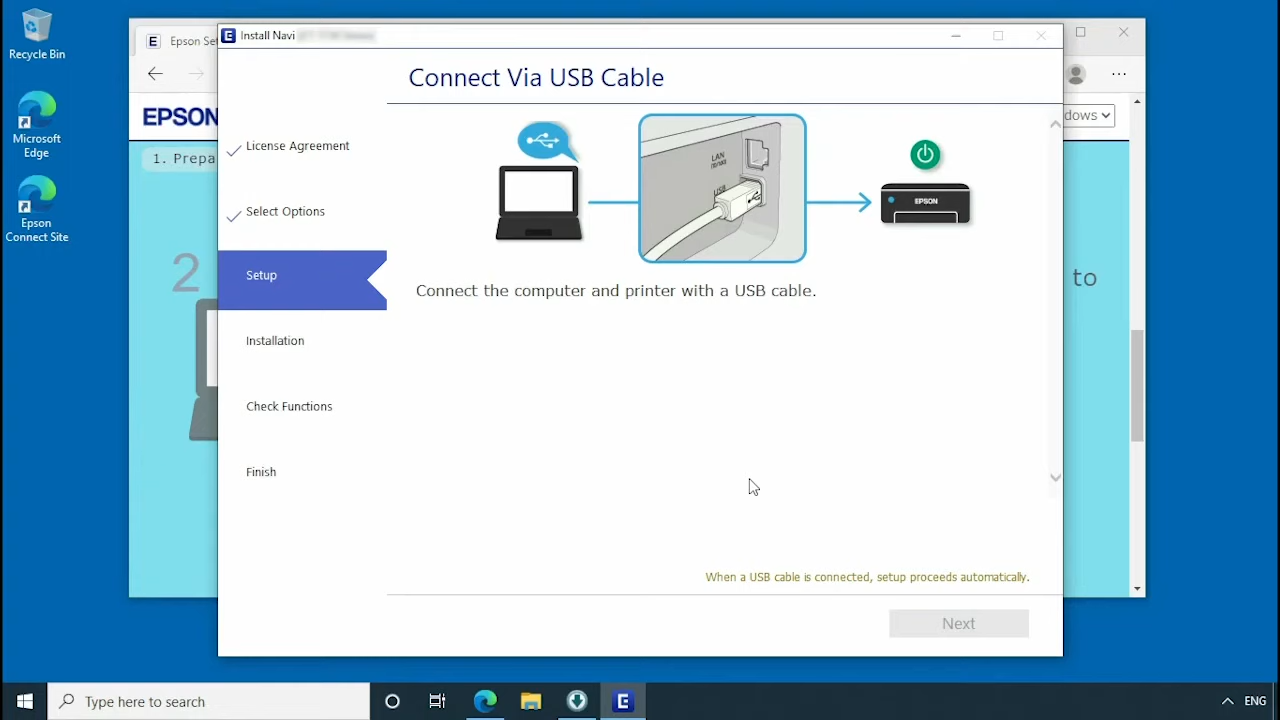 Recycle Bin
Microsoft
Edge
Epson
Connect Site
Epson Set
EPSON
dows
1. Prepa
2
to
Install Navi
Connect Via USB Cable
License Agreement
Select Options
Setup
Installation
Check Functions
Finish
LAN
USB
EPSON
Connect the computer and printer with a USB cable.
When a USB cable is connected, setup proceeds automatically.
Next
Type here to search
ENG